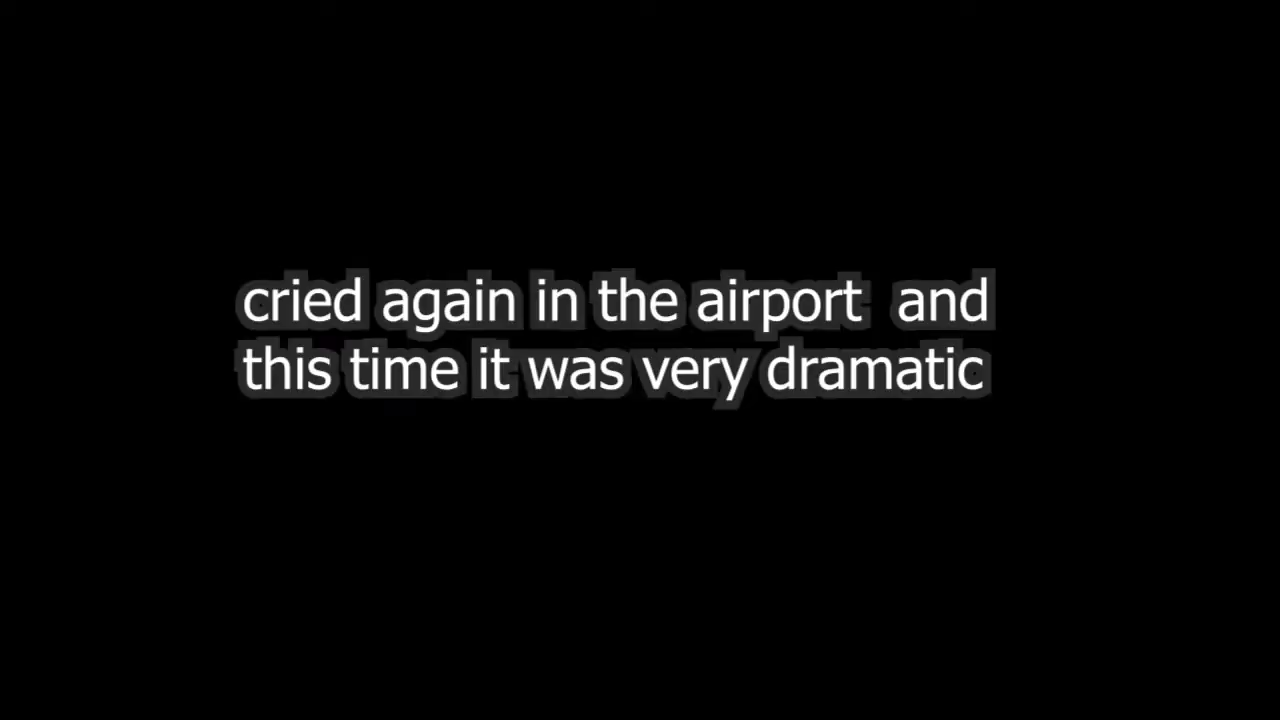 cried again in the airport  and
this time it was very dramatic